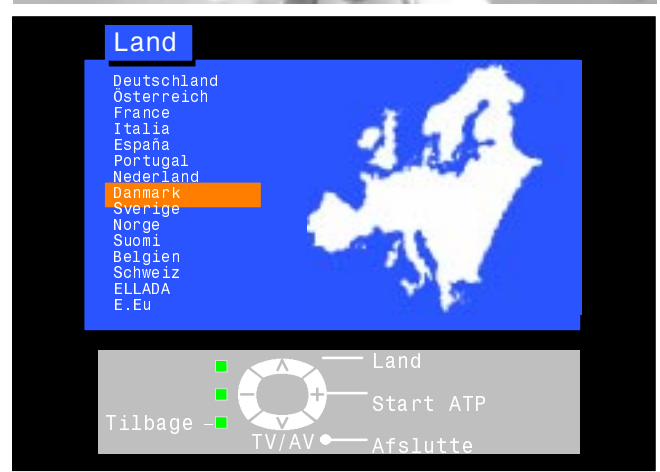 Land
Deutschland
Österreich
France
Italia
España
Portugal
Nederland
Danmark
Sverige
Norge
Suomi
Belgien
Schweiz
ELLADA
E.Eu
Land
Start ATP
Tilbage
TV/AV
Afslutte